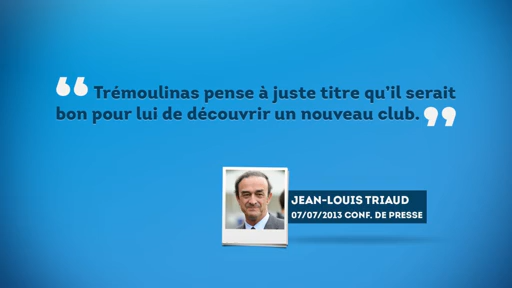 “ Trémoulinas pense à juste titre qu’il serait
bon pour lui de découvrir un nouveau club. ”
JEAN-LOUIS TRIAUD
07/07/2013 CONF. DE PRESSE